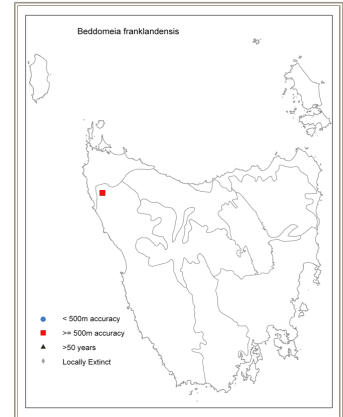 Beddomeia franklandensis
< 500m accuracy
>= 500m accuracy
>50 years
Locally Extinct